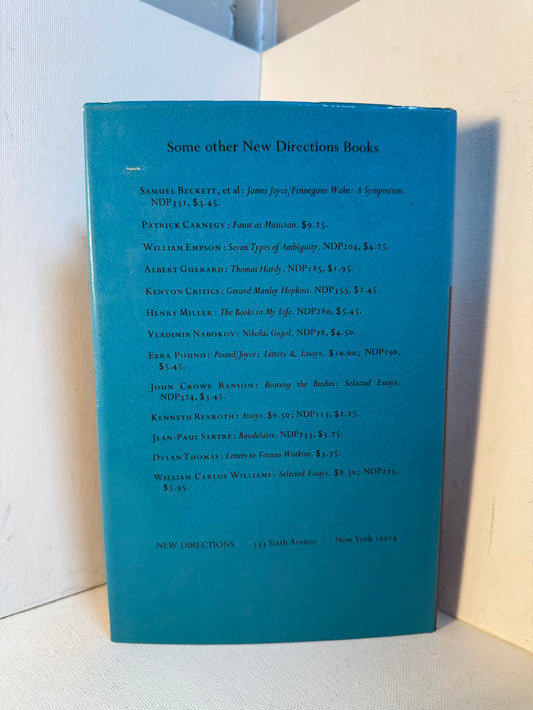 Some other New Directions Books
SAMUEL BECKETT, et al: James Joyce/Finnegans Wake: A Symposium.
NDP331, $3.45.
PATRICK CARNEGY: Faust as Musician. $9.25.
WILLIAM EMPSON: Seven Types of Ambiguity. NDP204, $4.25.
ALBERT GUERARD: Thomas Hardy. NDP185, $1.95.
KENYON CRITICS: Gerard Manley Hopkins. NDP355, $2.45.
HENRY MILLER: The Books in My Life. NDP280, $5.45.
VLADIMIR NABOKOV: Nikolai Gogol. NDP78, $4.50.
EZRA POUND: Pound/Joyce: Letters & Essays. $10.00; NDP296,
$5.45.
JOHN CROWE RANSOM: Beating the Bushes: Selected Essays.
NDP324, $3.45.
KENNETH REXROTH: Assays. $6.50; NDP113, $2.25.
JEAN-PAUL SARTRE: Baudelaire. NDP233, $3.75.
DYLAN THOMAS: Letters to Vernon Watkins. $3.75.
WILLIAM CARLOS WILLIAMS: Selected Essays. $8.50; NDP273,
$5.95.
NEW DIRECTIONS 333 Sixth Avenue New York 10014